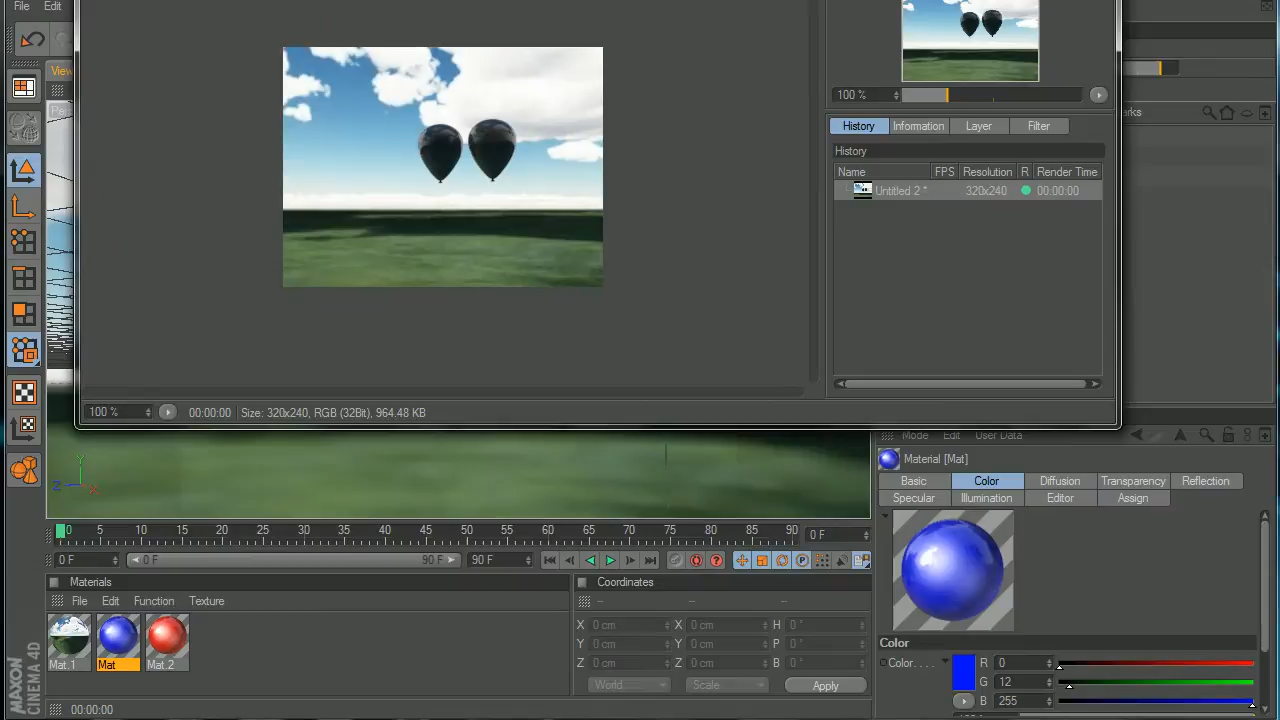 File Edit
View
100 %
History Information Layer Filter
History
Name FPS Resolution R Render Time
Untitled 2 * 320x240 00:00:00
100 % 00:00:00 Size: 320x240, RGB (32Bit), 964.48 KB
Mode Edit User Data
Material [Mat]
Basic Color Diffusion Transparency Reflection
Specular Illumination Editor Assign
Y
Z X
0 5 10 15 20 25 30 35 40 45 50 55 60 65 70 75 80 85 90 0 F
0 F 0 F 90 F 90 F
Materials
File Edit Function Texture
Mat.1 Mat Mat.2
Coordinates
-- -- --
X 0 cm X 0 cm H 0 °
Y 0 cm Y 0 cm P 0 °
Z 0 cm Z 0 cm B 0 °
World Scale Apply
Color
Color. . . . R 0
G 12
B 255
00:00:00
MAXON
CINEMA 4D